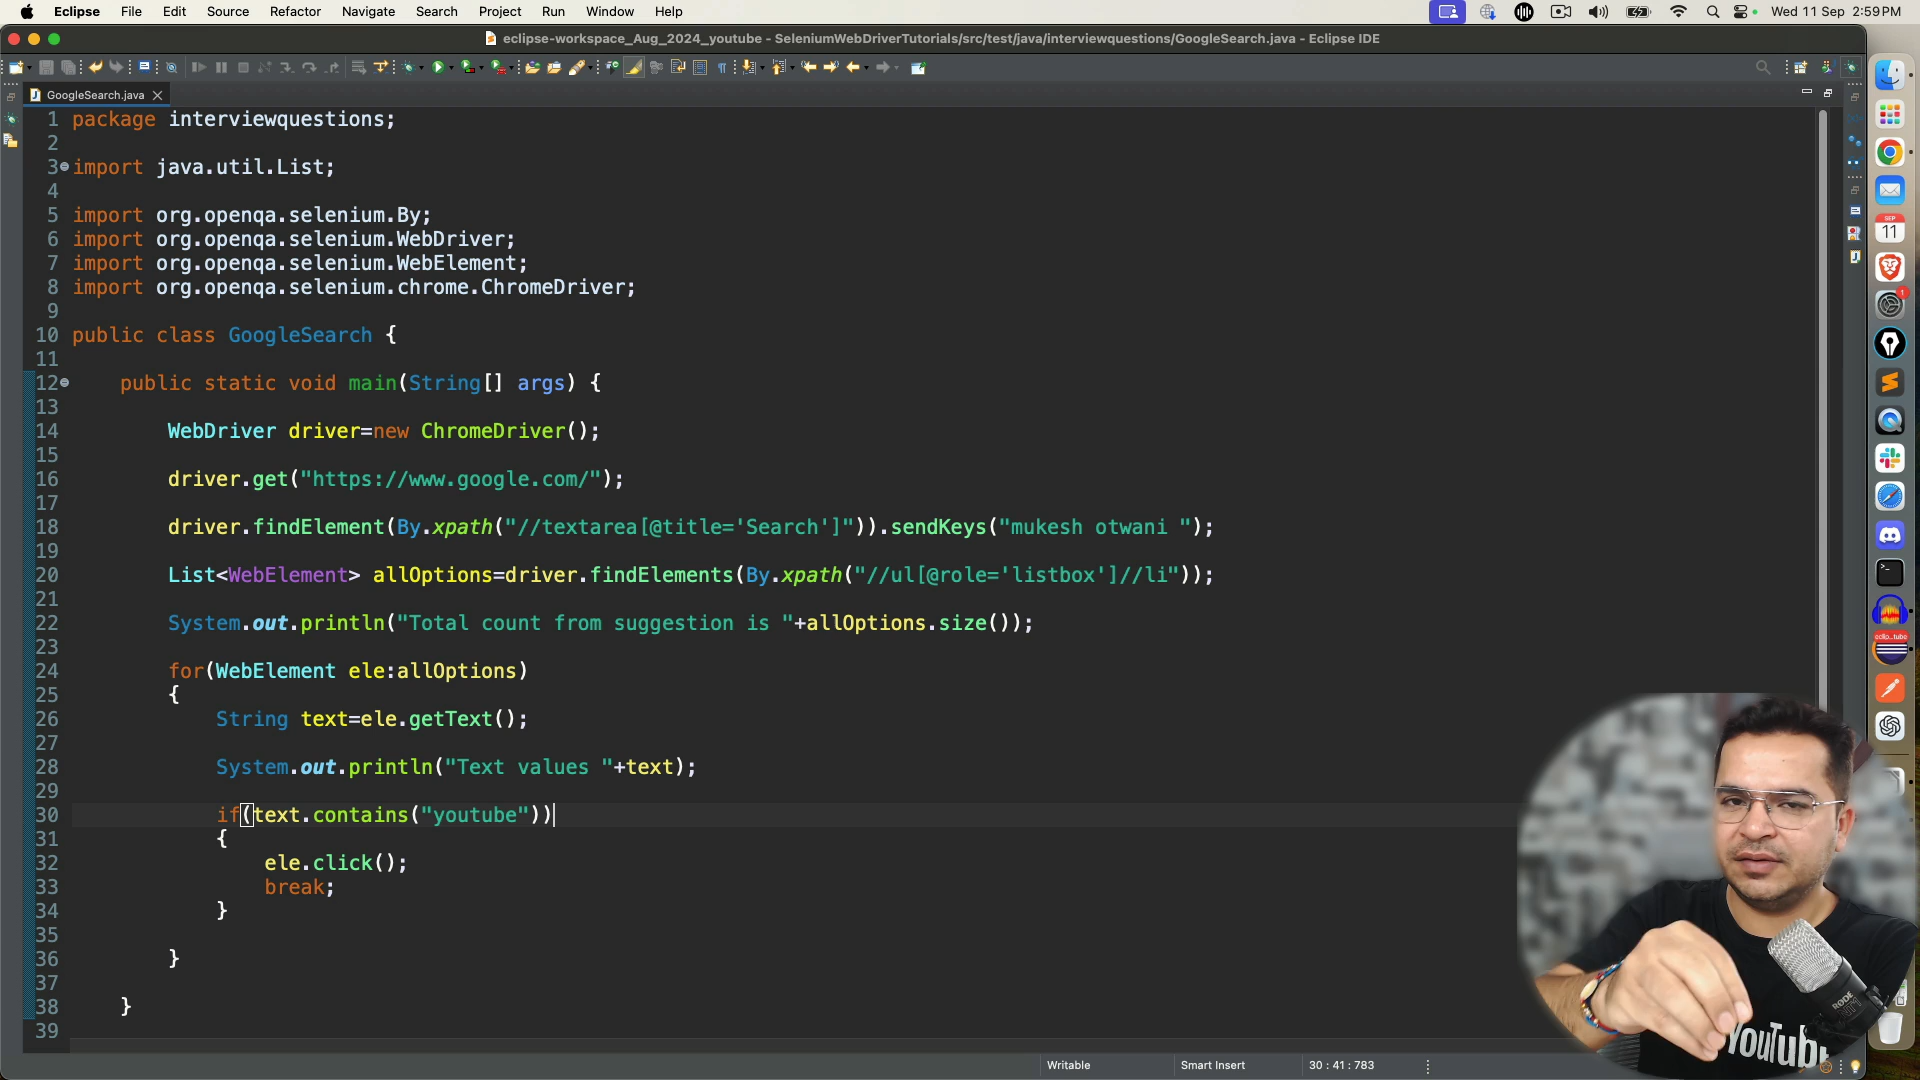 Eclipse File Edit Source Refactor Navigate Search Project Run Window Help Wed 11 Sep 2:59 PM
eclipse-workspace_Aug_2024_youtube - SeleniumWebDriverTutorials/src/test/java/interviewquestions/GoogleSearch.java - Eclipse IDE
GoogleSearch.java
1 package interviewquestions;
2
3 import java.util.List;
4
5 import org.openqa.selenium.By;
6 import org.openqa.selenium.WebDriver;
7 import org.openqa.selenium.WebElement;
8 import org.openqa.selenium.chrome.ChromeDriver;
9
10 public class GoogleSearch {
11
12 public static void main(String[] args) {
13
14 WebDriver driver=new ChromeDriver();
15
16 driver.get("https://www.google.com/");
17
18 driver.findElement(By.xpath("//textarea[@title='Search']")).sendKeys("mukesh otwani ");
19
20 List<WebElement> allOptions=driver.findElements(By.xpath("//ul[@role='listbox']//li"));
21
22 System.out.println("Total count from suggestion is "+allOptions.size());
23
24 for(WebElement ele:allOptions)
25 {
26 String text=ele.getText();
27
28 System.out.println("Text values "+text);
29
30 if(text.contains("youtube"))
31 {
32 ele.click();
33 break;
34 }
35
36 }
37
38 }
39
Writable Smart Insert 30 : 41 : 783
SEP
11
1
eclip...tube
RODE
YouTub